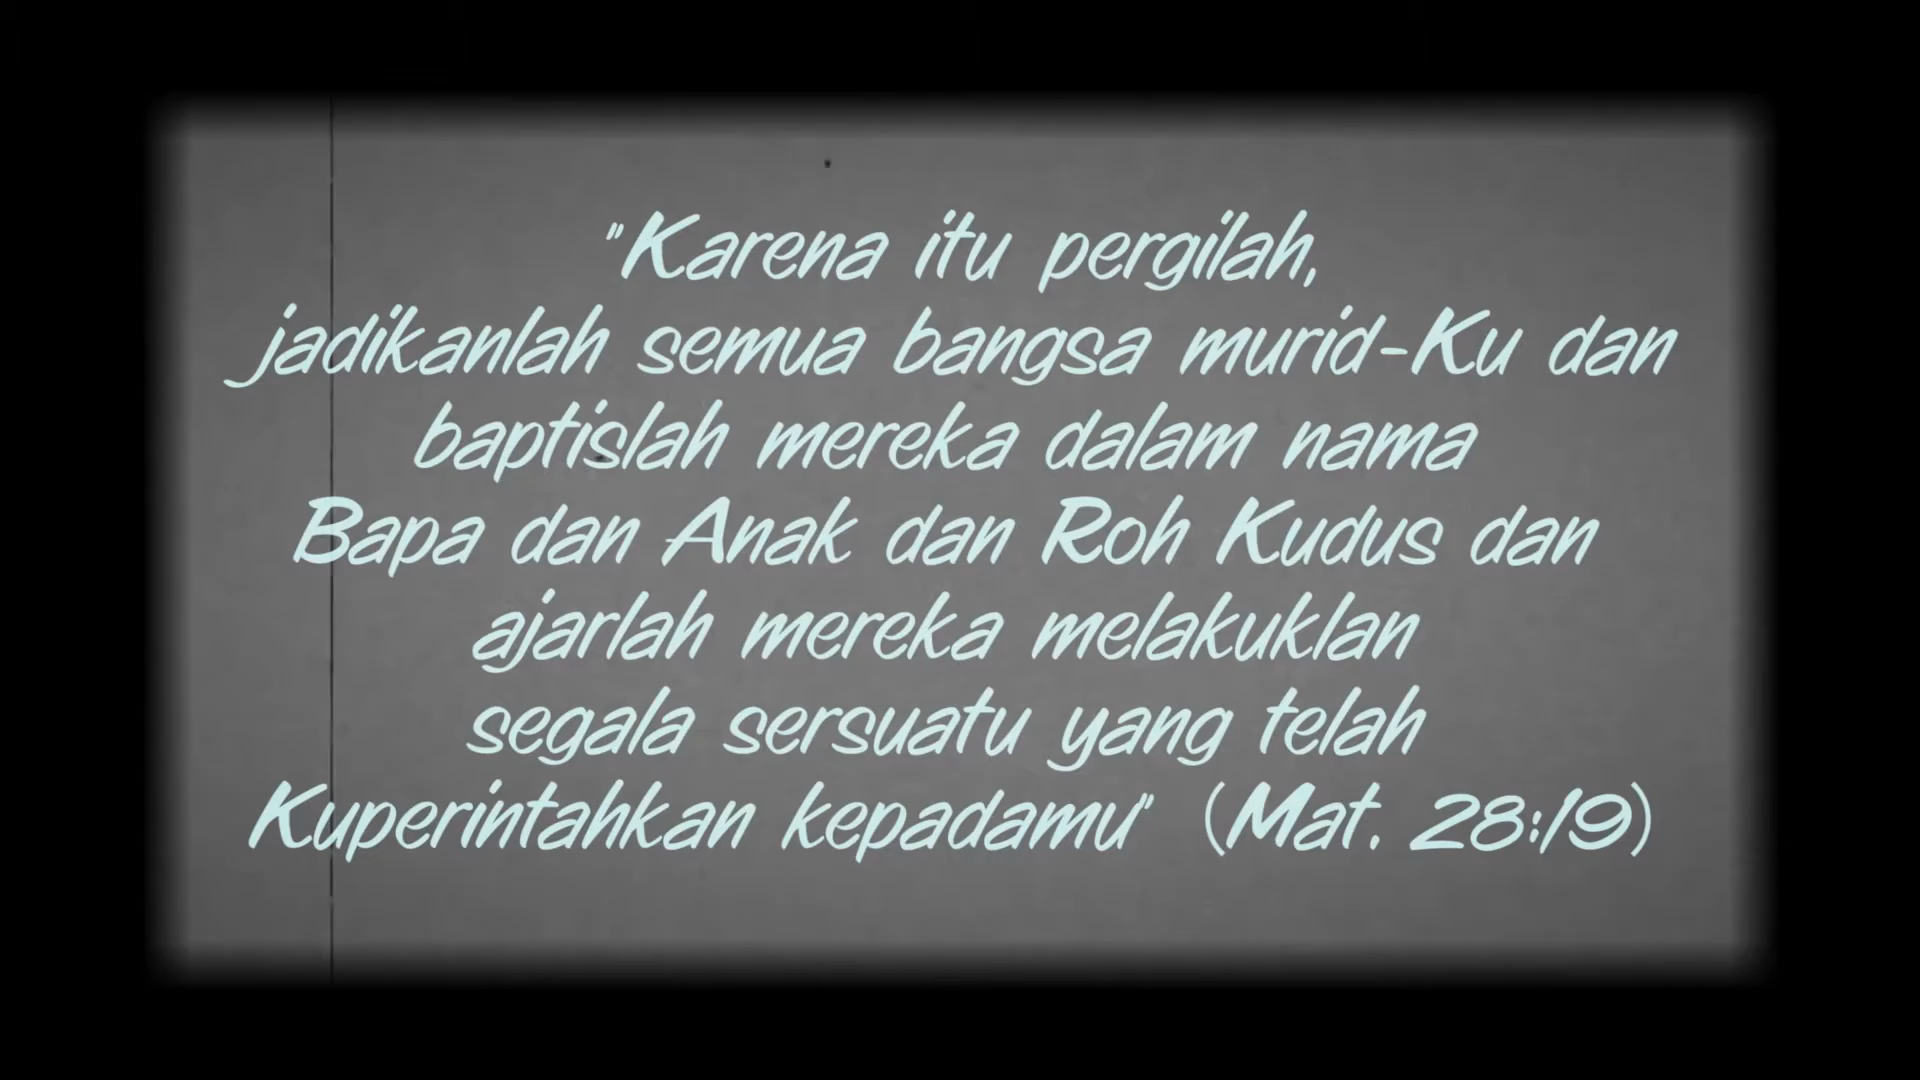 "Karena itu pergilah,
jadikanlah semua bangsa murid-Ku dan
baptislah mereka dalam nama
Bapa dan Anak dan Roh Kudus dan
ajarlah mereka melakuklan
segala sersuatu yang telah
Kuperintahkan kepadamu" (Mat. 28:19)